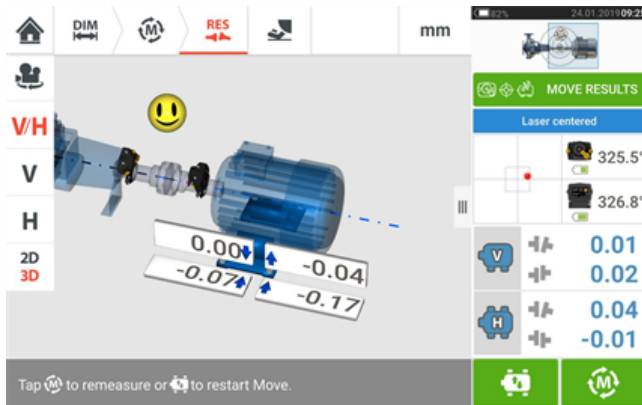 DIM
M
RES
mm
82%
24.01.2019 09:25
MOVE RESULTS
V/H
V
H
2D
3D
Laser centered
325.5°
326.8°
0.00
-0.04
-0.07
-0.17
V
0.01
0.02
H
0.04
-0.01
Tap M to remeasure or to restart Move.
M